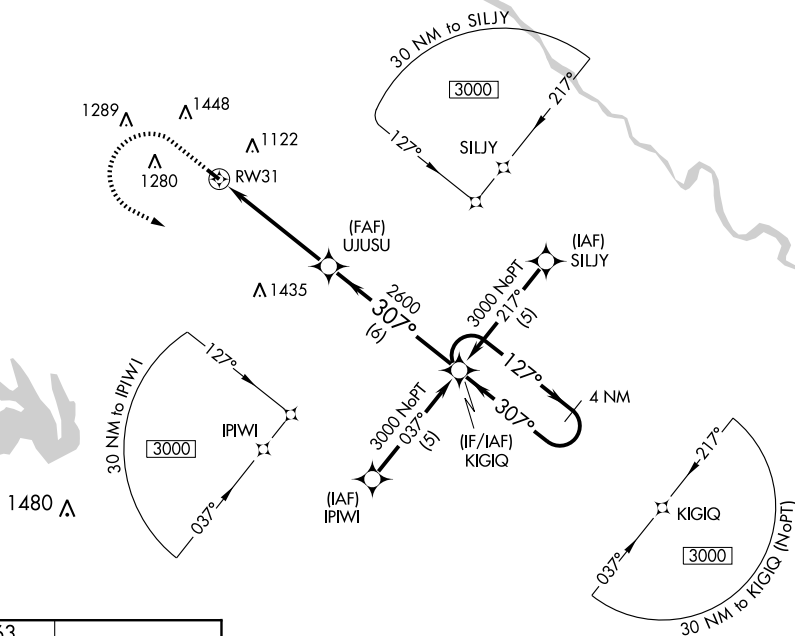 30 NM to SILJY
3000
217°
127°
SILJY
1289
1448
1122
1280
RW31
(FAF)
UJUSU
1435
2600
307°
(6)
(IAF)
SILJY
3000 NoPT
217°
(5)
127°
307°
4 NM
3000 NoPT
037°
(5)
(IF/IAF)
KIGIQ
(IAF)
IPIWI
30 NM to IPIWI
127°
IPIWI
3000
037°
1480
217°
KIGIQ
3000
037°
30 NM to KIGIQ (NoPT)